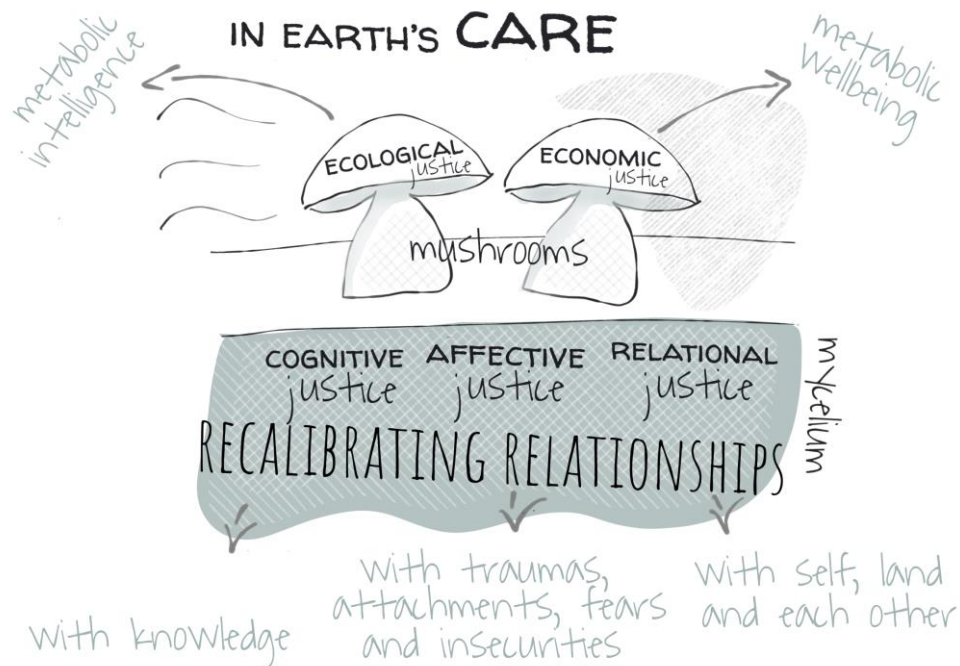 IN EARTH'S CARE
metabolic
intelligence
metabolic
wellbeing
ECOLOGICAL
justice
ECONOMIC
justice
mushrooms
COGNITIVE
justice
AFFECTIVE
justice
RELATIONAL
justice
mycelium
RECALIBRATING RELATIONSHIPS
with knowledge
with traumas,
attachments, fears
and insecurities
with self, land
and each other